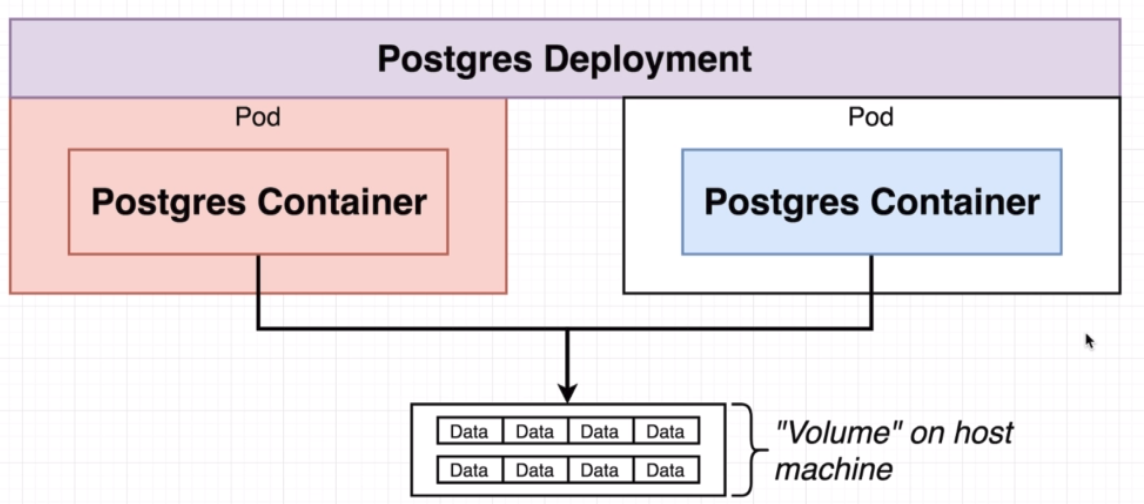 Postgres Deployment
Pod
Pod
Postgres Container
Postgres Container
Data Data Data Data
Data Data Data Data
"Volume" on host
machine